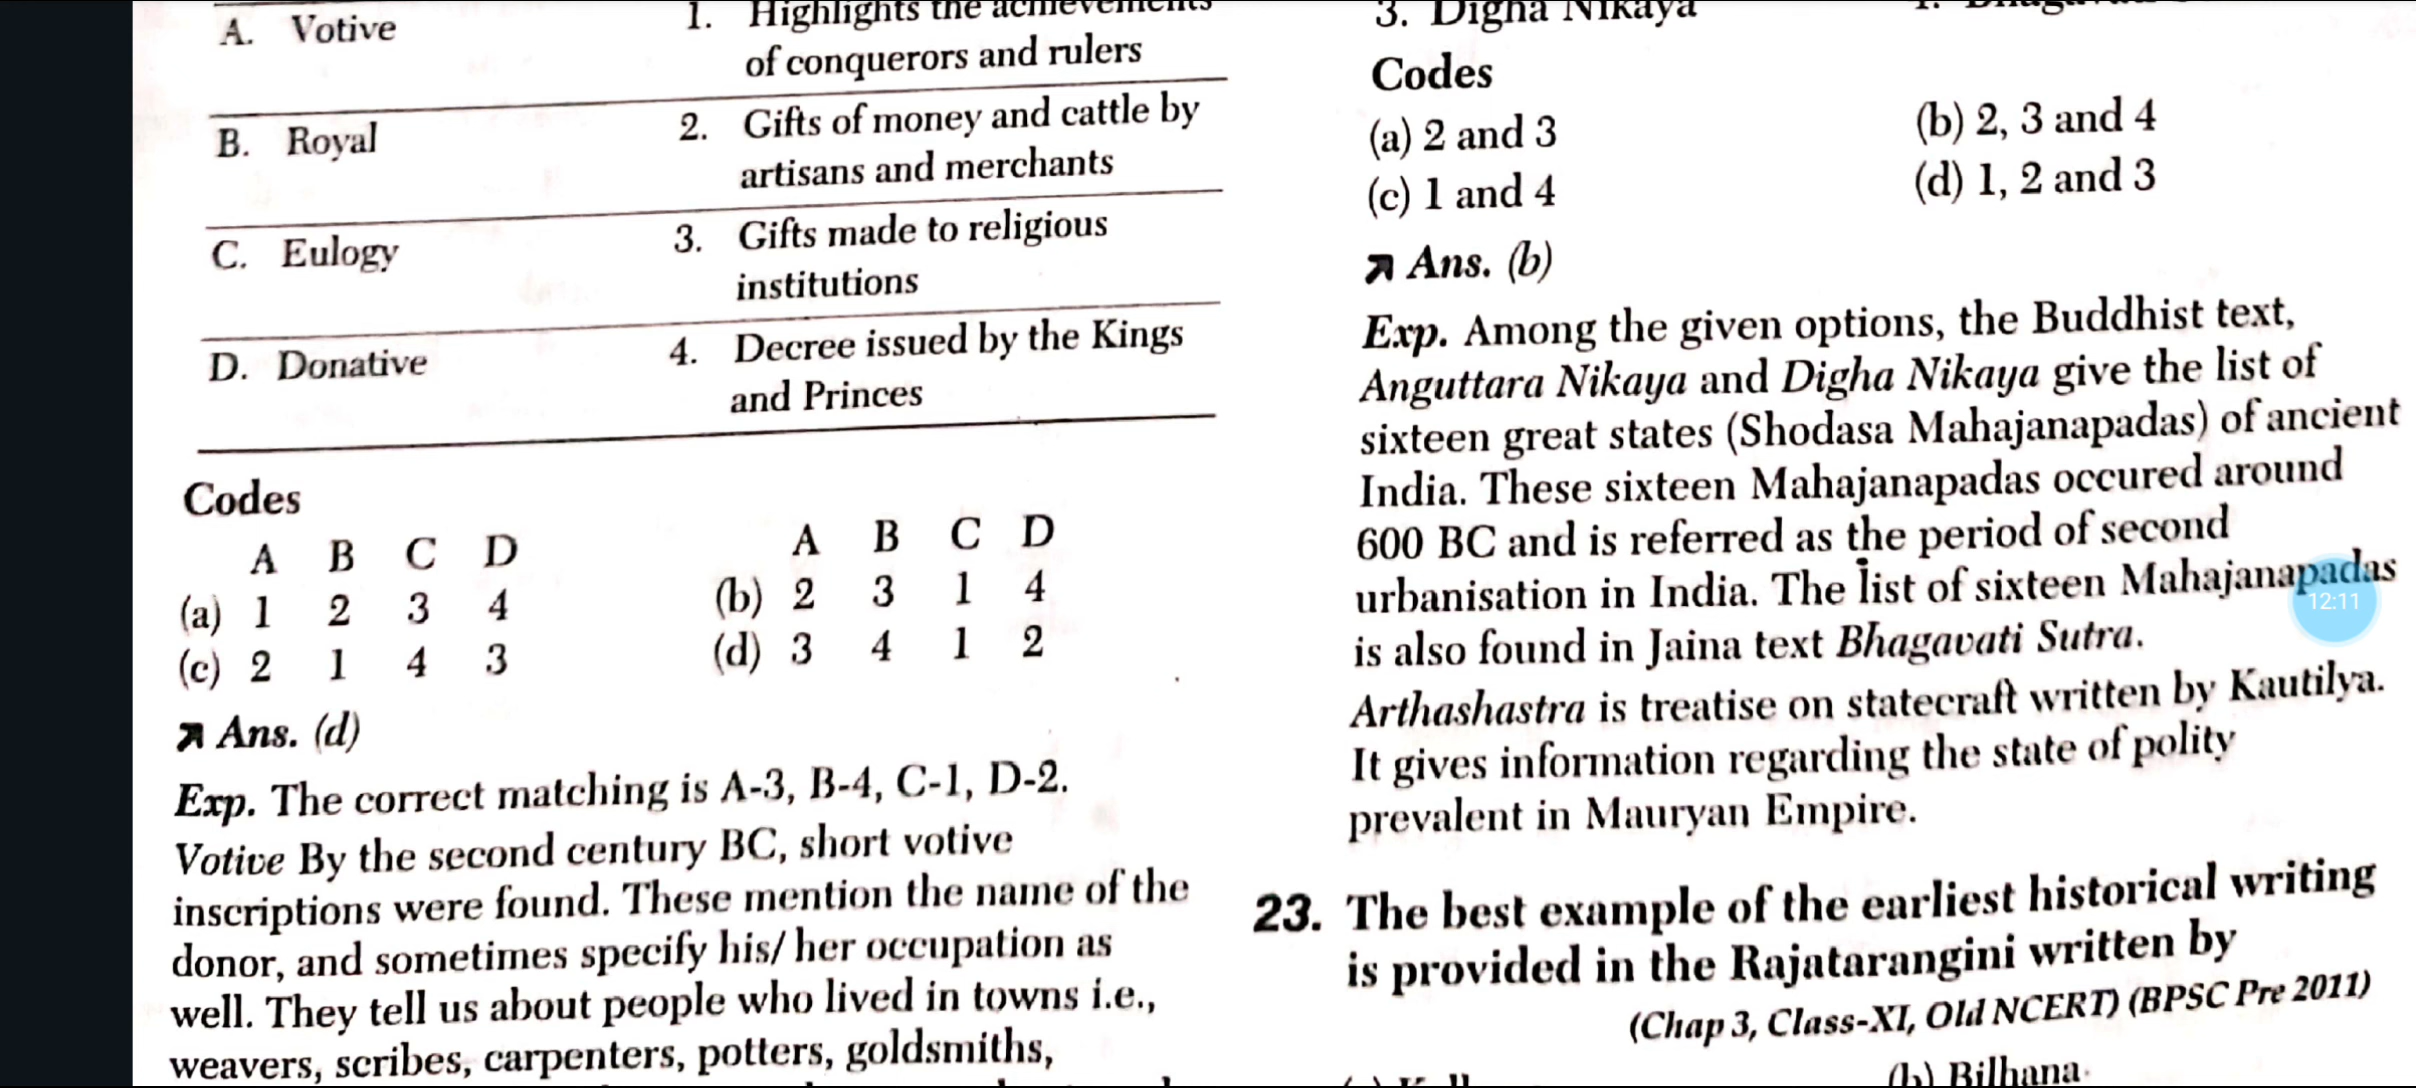 A. Votive 1. Highlights the achievements
of conquerors and rulers
B. Royal 2. Gifts of money and cattle by
artisans and merchants
C. Eulogy 3. Gifts made to religious
institutions
D. Donative 4. Decree issued by the Kings
and Princes
Codes
A B C D A B C D
(a) 1 2 3 4 (b) 2 3 1 4
(c) 2 1 4 3 (d) 3 4 1 2
Ans. (d)
Exp. The correct matching is A-3, B-4, C-1, D-2.
Votive By the second century BC, short votive
inscriptions were found. These mention the name of the
donor, and sometimes specify his/ her occupation as
well. They tell us about people who lived in towns i.e.,
weavers, scribes, carpenters, potters, goldsmiths,
3. Digha Nikaya 4.
Codes
(a) 2 and 3 (b) 2, 3 and 4
(c) 1 and 4 (d) 1, 2 and 3
Ans. (b)
Exp. Among the given options, the Buddhist text,
Anguttara Nikaya and Digha Nikaya give the list of
sixteen great states (Shodasa Mahajanapadas) of ancient
India. These sixteen Mahajanapadas occured around
600 BC and is referred as the period of second
urbanisation in India. The list of sixteen Mahajanapadas
12:11
is also found in Jaina text Bhagavati Sutra.
Arthashastra is treatise on statecraft written by Kautilya.
It gives information regarding the state of polity
prevalent in Mauryan Empire.
23. The best example of the earliest historical writing
is provided in the Rajatarangini written by
(Chap 3, Class-XI, Old NCERT) (BPSC Pre 2011)
(b) Bilhana